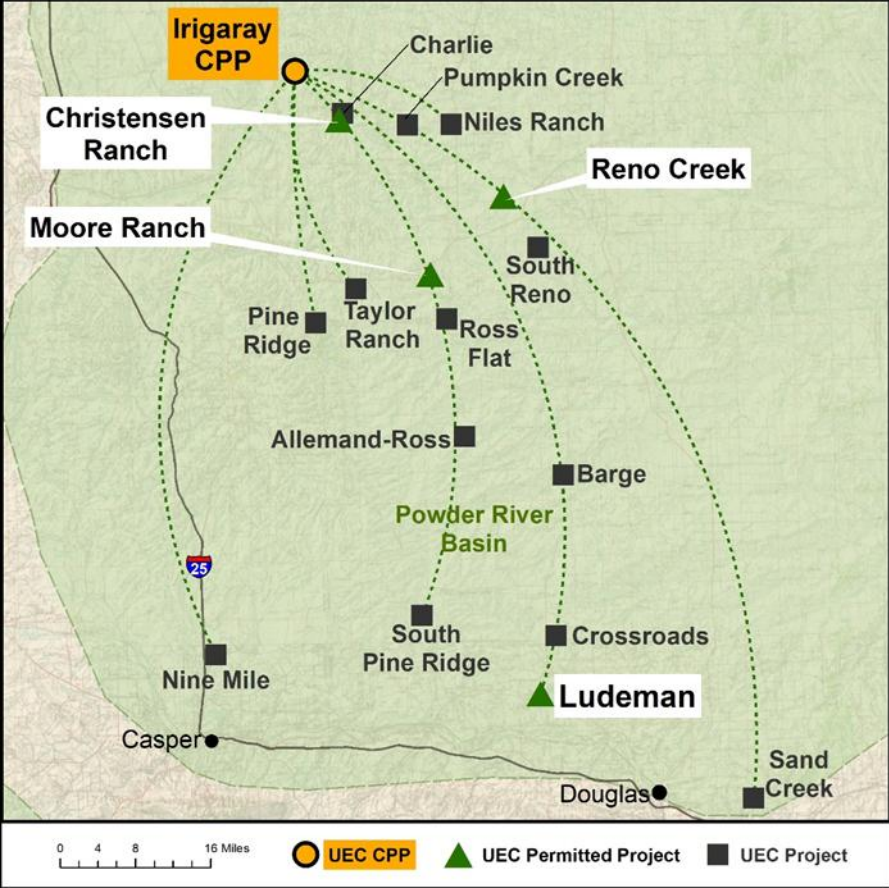 Irigaray
CPP
Charlie
Pumpkin Creek
Christensen
Ranch
Niles Ranch
Reno Creek
Moore Ranch
South
Reno
Pine
Ridge
Taylor
Ranch
Ross
Flat
Allemand-Ross
Barge
Powder River
Basin
25
South
Pine Ridge
Crossroads
Nine Mile
Ludeman
Casper
Sand
Creek
Douglas
0 4 8 16 Miles
UEC CPP
UEC Permitted Project
UEC Project